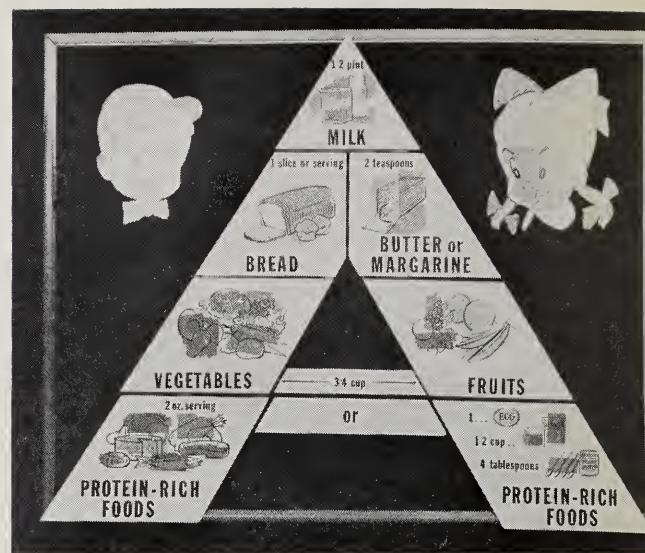 1 2 pint
MILK
1 slice or serving
BREAD
2 teaspoons
BUTTER or
MARGARINE
VEGETABLES
3 4 cup
FRUITS
2 oz. serving
PROTEIN-RICH
FOODS
or
1... EGG
1 2 cup..
4 tablespoons
PROTEIN-RICH
FOODS